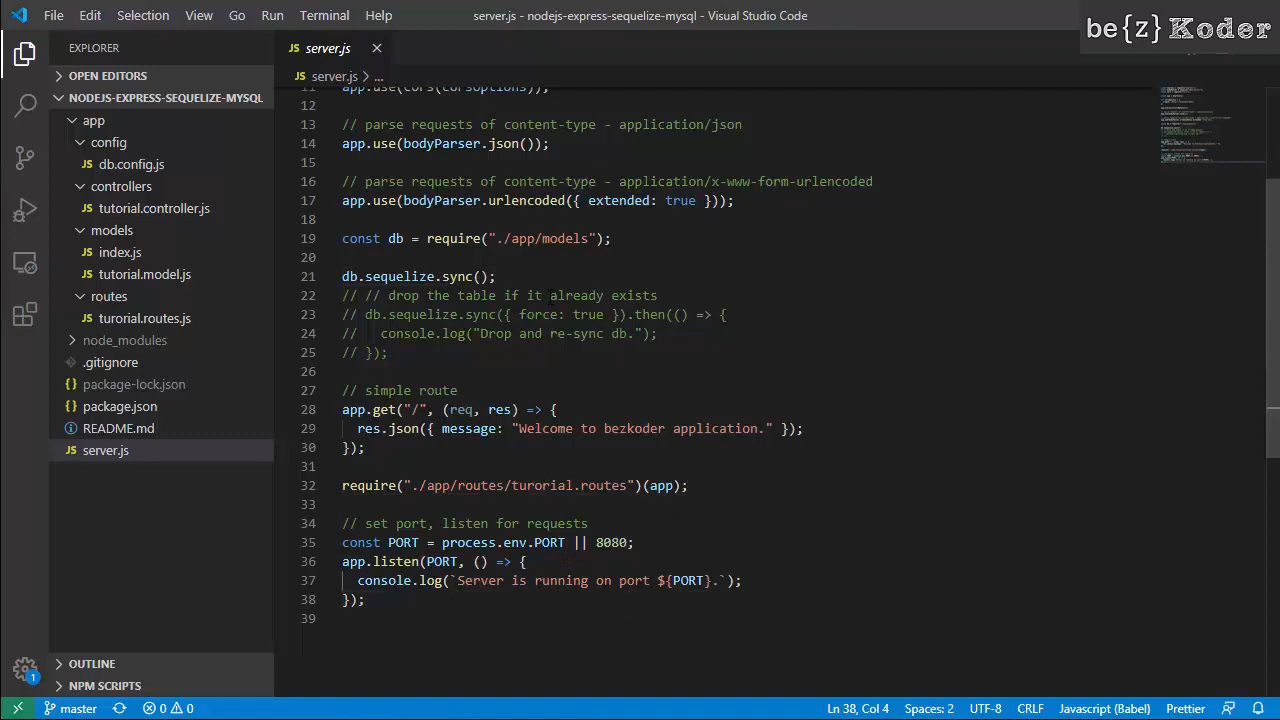 File Edit Selection View Go Run Terminal Help
server.js - nodejs-express-sequelize-mysql - Visual Studio Code
be{z} Koder
EXPLORER
OPEN EDITORS
NODEJS-EXPRESS-SEQUELIZE-MYSQL
app
config
JS db.config.js
controllers
JS tutorial.controller.js
models
JS index.js
JS tutorial.model.js
routes
JS turorial.routes.js
node_modules
.gitignore
{} package-lock.json
{} package.json
README.md
JS server.js
OUTLINE
NPM SCRIPTS
1
JS server.js
JS server.js > ...
11 app.use(cors(corsOptions));
12
13 // parse requests of content-type - application/json
14 app.use(bodyParser.json());
15
16 // parse requests of content-type - application/x-www-form-urlencoded
17 app.use(bodyParser.urlencoded({ extended: true }));
18
19 const db = require("./app/models");
20
21 db.sequelize.sync();
22 // // drop the table if it already exists
23 // db.sequelize.sync({ force: true }).then(() => {
24 //   console.log("Drop and re-sync db.");
25 // });
26
27 // simple route
28 app.get("/", (req, res) => {
29   res.json({ message: "Welcome to bezkoder application." });
30 });
31
32 require("./app/routes/turorial.routes")(app);
33
34 // set port, listen for requests
35 const PORT = process.env.PORT || 8080;
36 app.listen(PORT, () => {
37   console.log(`Server is running on port ${PORT}.`);
38 });
39
master 0 0 Ln 38, Col 4 Spaces: 2 UTF-8 CRLF Javascript (Babel) Prettier